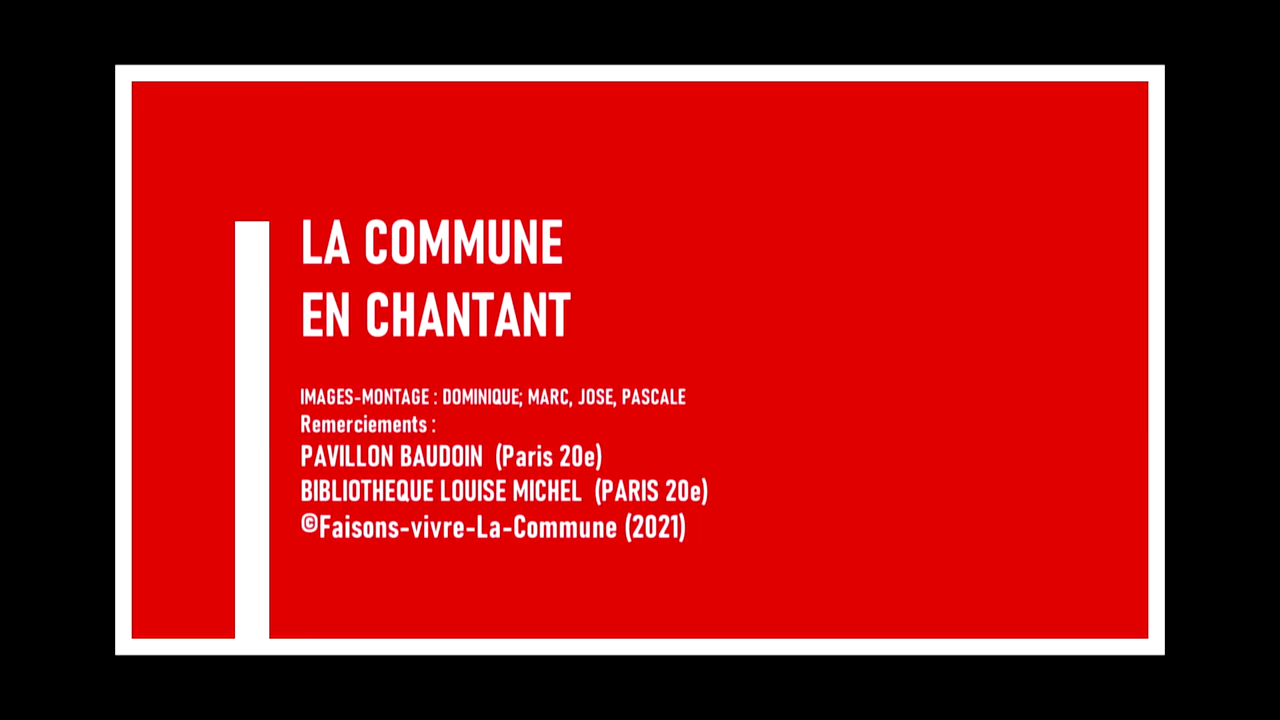 LA COMMUNE
EN CHANTANT
IMAGES-MONTAGE : DOMINIQUE; MARC, JOSE, PASCALE
Remerciements :
PAVILLON BAUDOIN (Paris 20e)
BIBLIOTHEQUE LOUISE MICHEL (PARIS 20e)
©Faisons-vivre-La-Commune (2021)